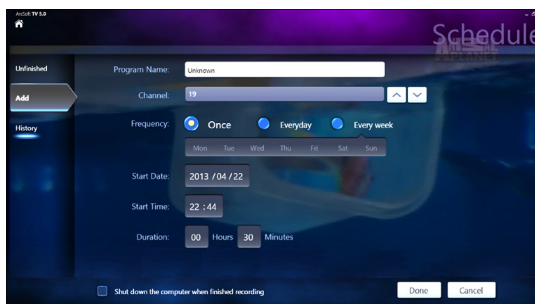 ArcSoft TV 5.0
Schedule
ANIMAL PLANET
Unfinished
Add
History
Program Name: Unknown
Channel: 19
Frequency: Once Everyday Every week
Mon Tue Wed Thu Fri Sat Sun
Start Date: 2013 /04 /22
Start Time: 22 :44
Duration: 00 Hours 30 Minutes
Shut down the computer when finished recording
Done Cancel